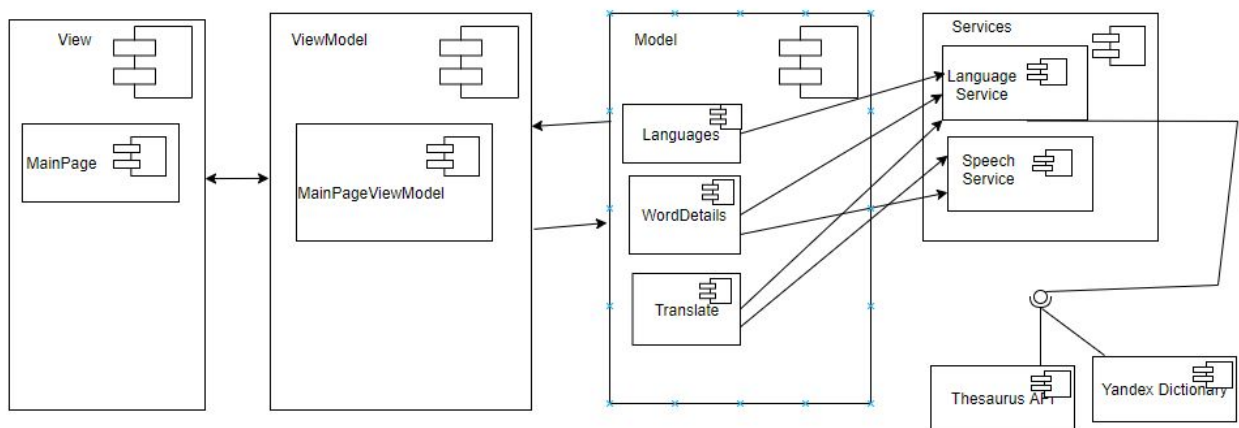 View
MainPage
ViewModel
MainPageViewModel
Model
Languages
WordDetails
Translate
Services
Language
Service
Speech
Service
Thesaurus API
Yandex Dictionary